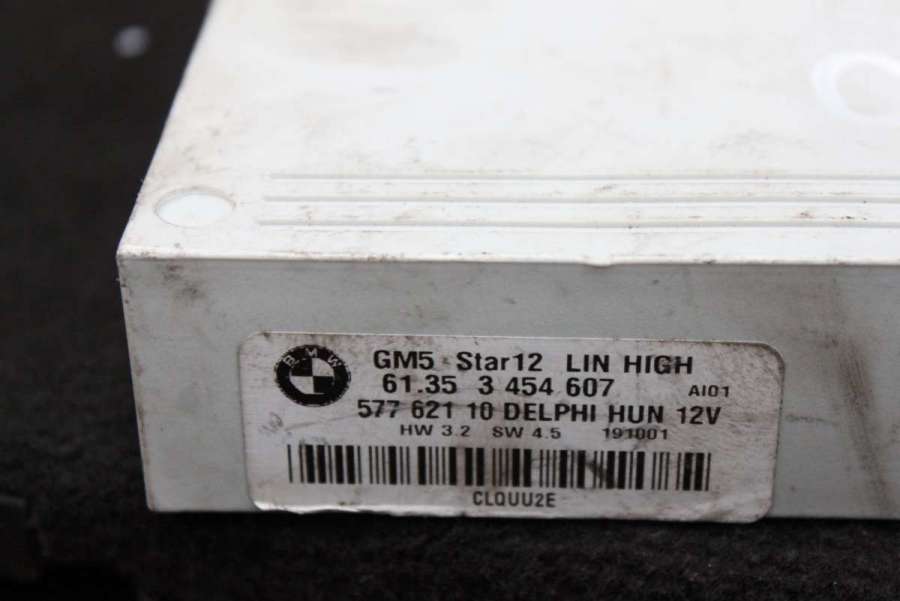 BMW
GM5 Star12 LIN HIGH
61.35 3 454 607 AI01
577 621 10 DELPHI HUN 12V
HW 3.2 SW 4.5 191001
CLQUU2E